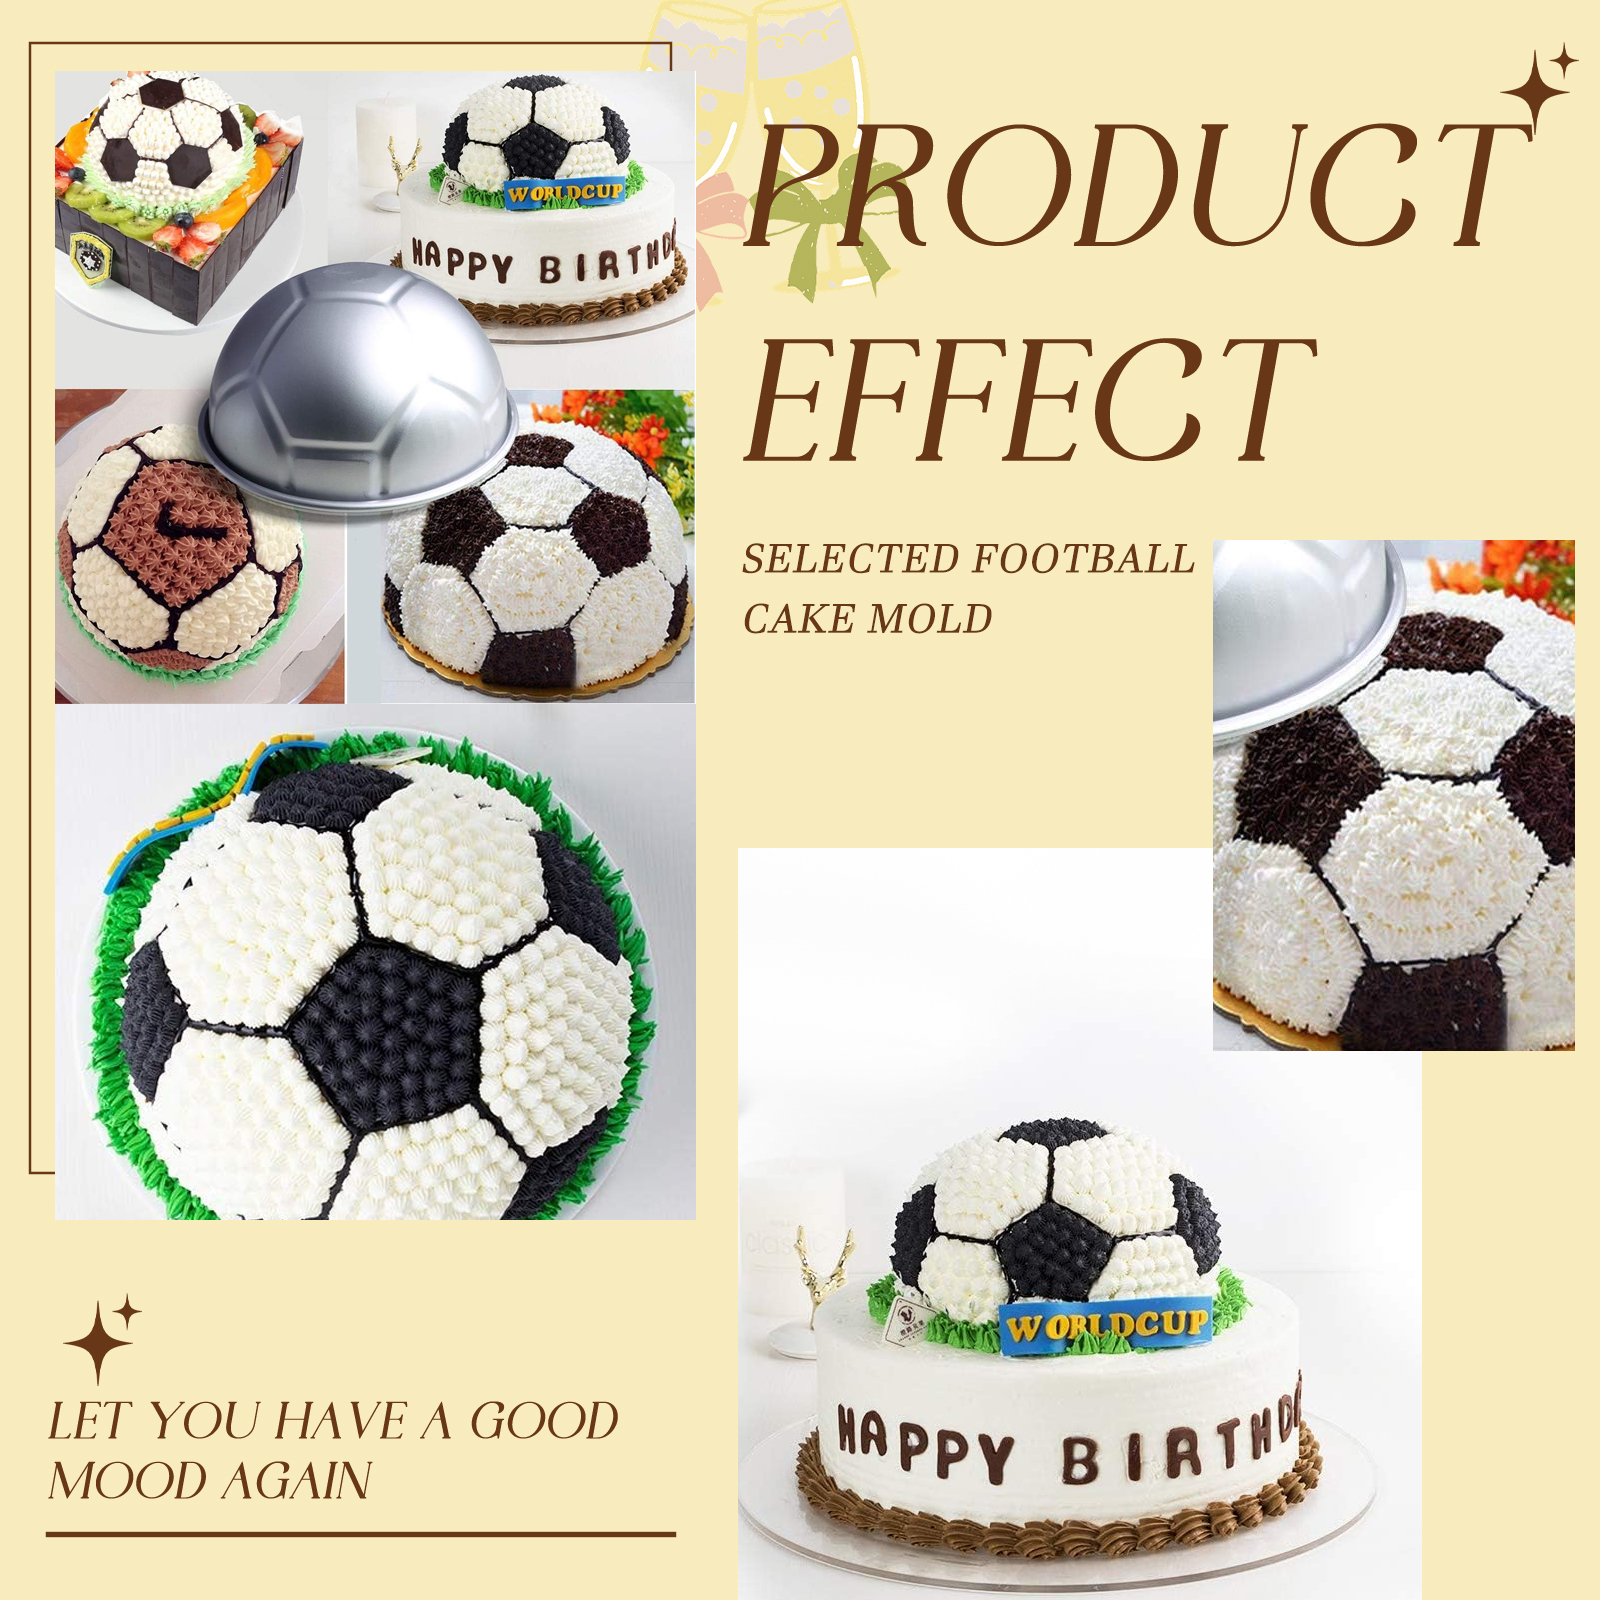 WORLDCUP
HAPPY BIRTHD
PRODUCT
EFFECT
SELECTED FOOTBALL
CAKE MOLD
WORLDCUP
HAPPY BIRTHD
LET YOU HAVE A GOOD
MOOD AGAIN